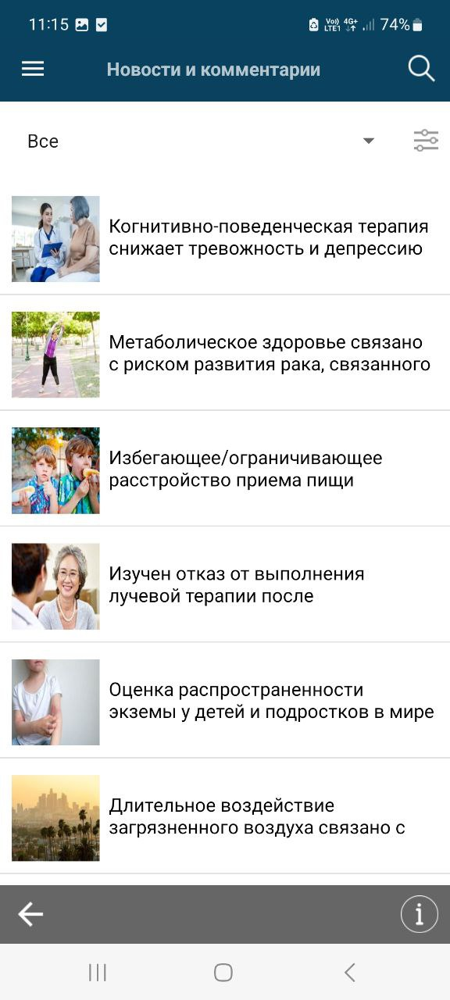 11:15 Vo) LTE1 4G+ 74%
Новости и комментарии
Все
Когнитивно-поведенческая терапия
снижает тревожность и депрессию
Метаболическое здоровье связано
с риском развития рака, связанного
Избегающее/ограничивающее
расстройство приема пищи
Изучен отказ от выполнения
лучевой терапии после
Оценка распространенности
экземы у детей и подростков в мире
Длительное воздействие
загрязненного воздуха связано с